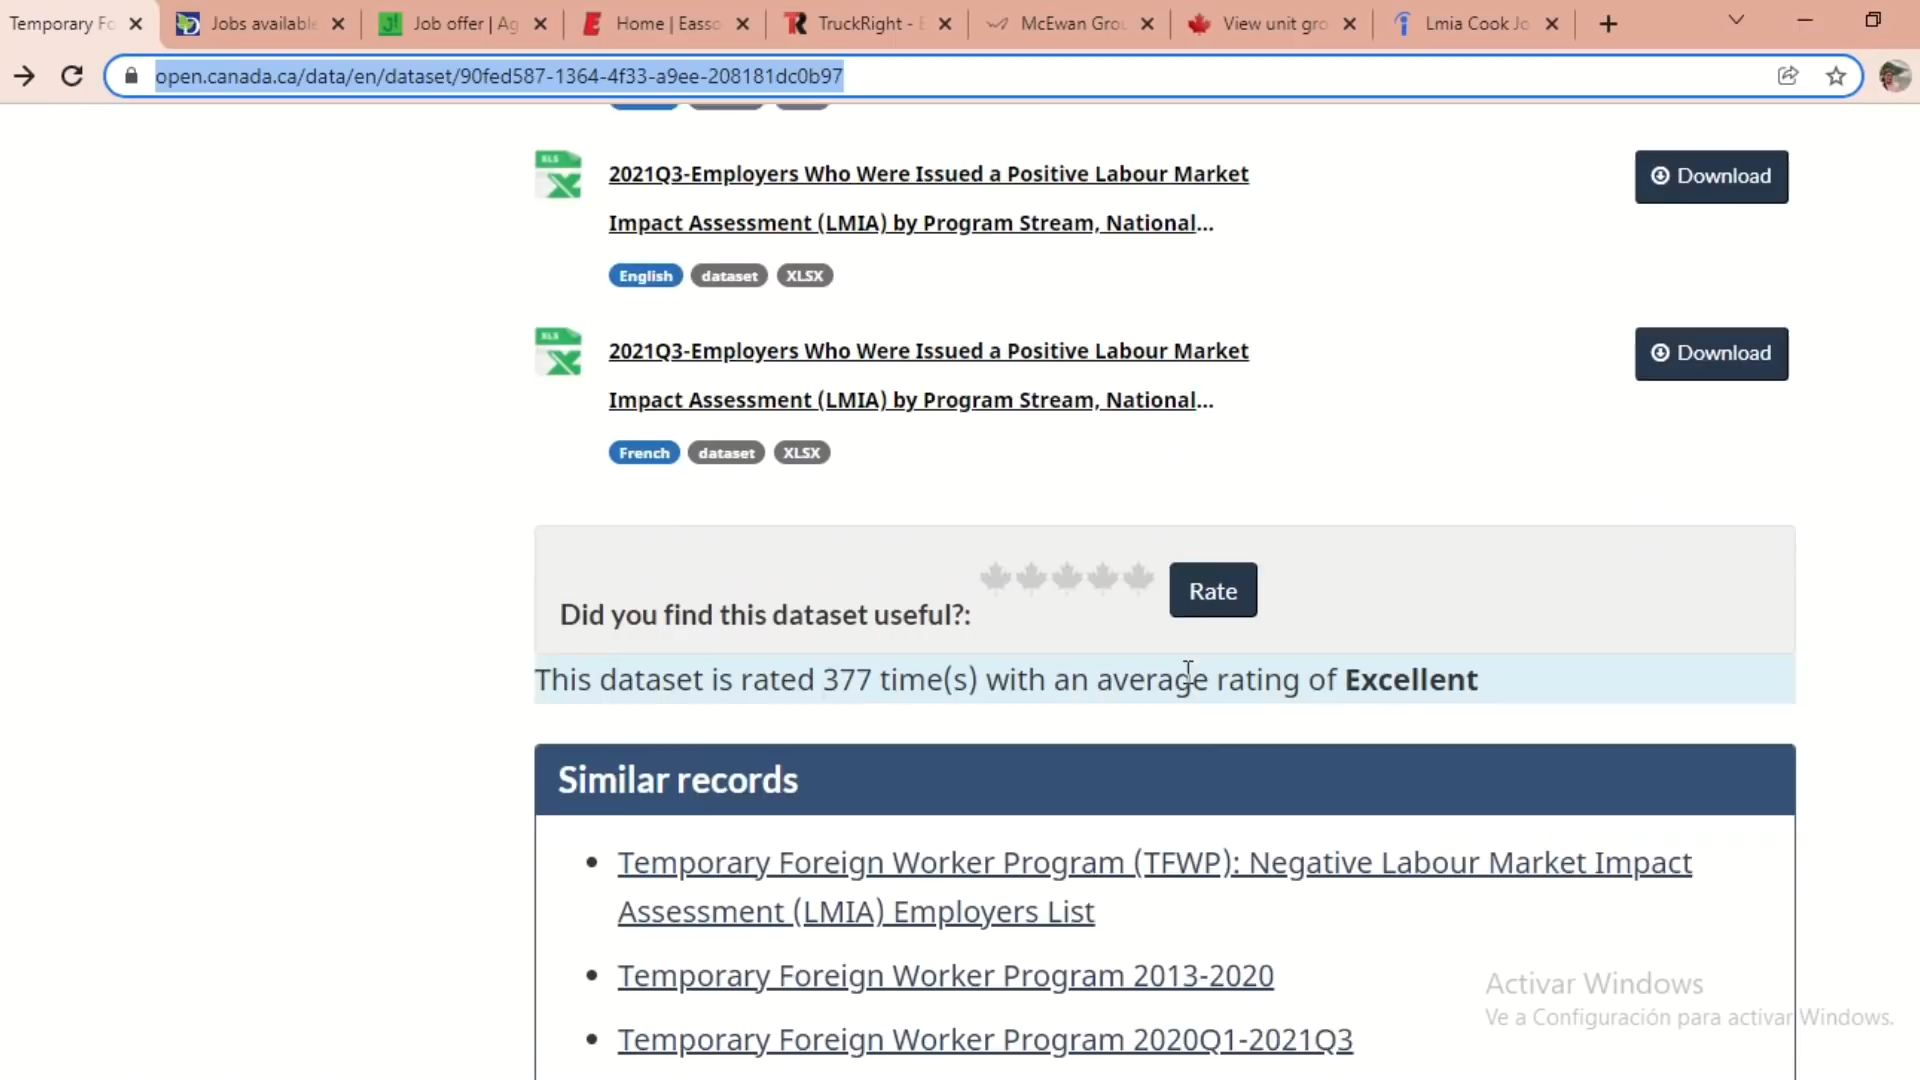 Temporary Fo
Jobs available
Job offer | Ag
Home | Easso
TruckRight - E
McEwan Grou
View unit gro
Lmia Cook Jo
open.canada.ca/data/en/dataset/90fed587-1364-4f33-a9ee-208181dc0b97
XLS
2021Q3-Employers Who Were Issued a Positive Labour Market
Impact Assessment (LMIA) by Program Stream, National...
Download
English dataset XLSX
XLS
2021Q3-Employers Who Were Issued a Positive Labour Market
Impact Assessment (LMIA) by Program Stream, National...
Download
French dataset XLSX
Did you find this dataset useful?:
Rate
This dataset is rated 377 time(s) with an average rating of Excellent
Similar records
Temporary Foreign Worker Program (TFWP): Negative Labour Market Impact
Assessment (LMIA) Employers List
Temporary Foreign Worker Program 2013-2020
Temporary Foreign Worker Program 2020Q1-2021Q3
Activar Windows
Ve a Configuración para activar Windows.